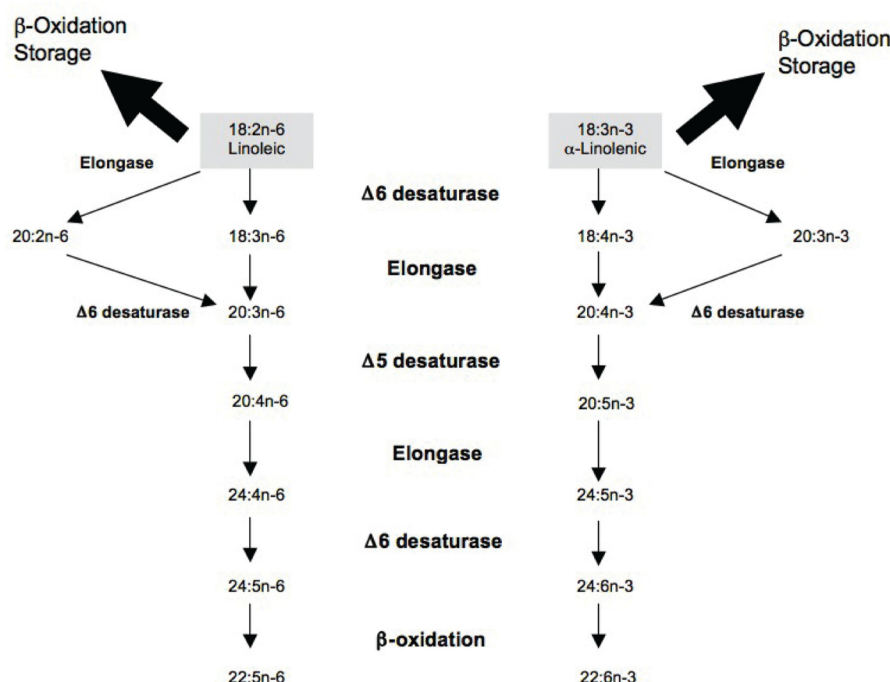 β-Oxidation
Storage
β-Oxidation
Storage
18:2n-6
Linoleic
18:3n-3
α-Linolenic
Elongase
Elongase
Δ6 desaturase
20:2n-6
18:3n-6
18:4n-3
20:3n-3
Elongase
Δ6 desaturase
20:3n-6
20:4n-3
Δ6 desaturase
Δ5 desaturase
20:4n-6
20:5n-3
Elongase
24:4n-6
24:5n-3
Δ6 desaturase
24:5n-6
24:6n-3
β-oxidation
22:5n-6
22:6n-3